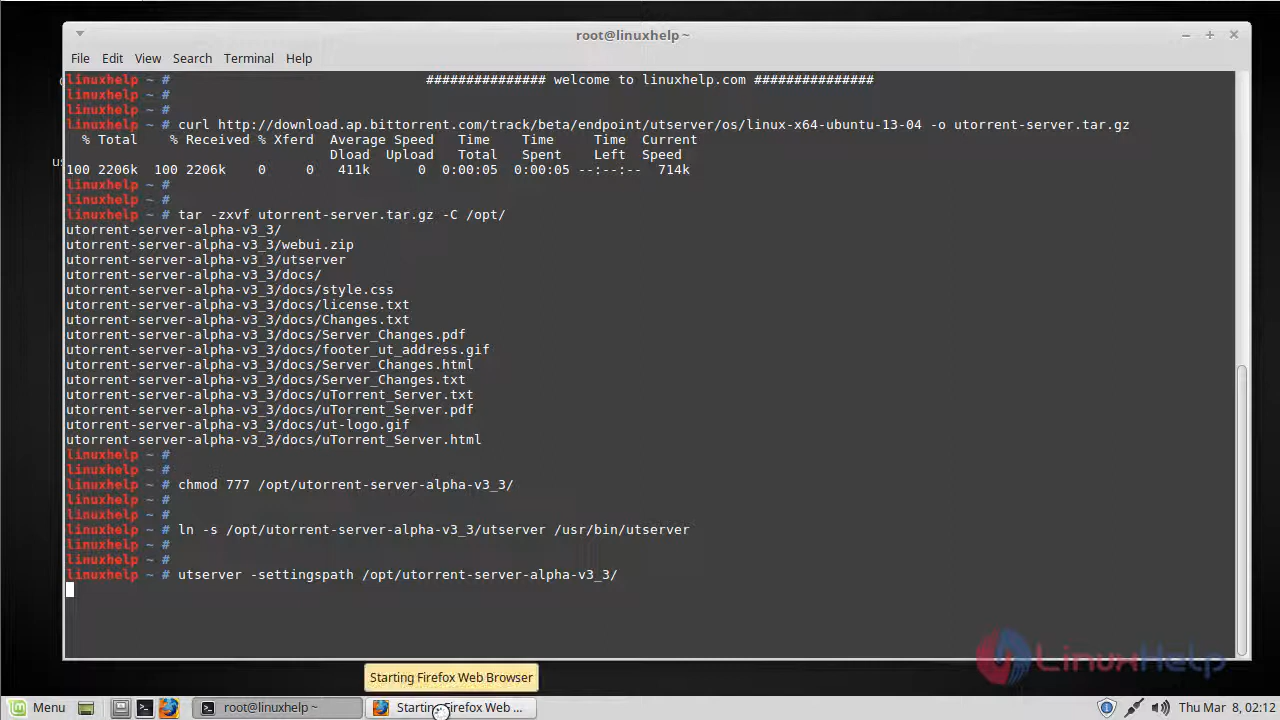 root@linuxhelp ~
File Edit View Search Terminal Help
linuxhelp ~ # ############### welcome to linuxhelp.com ###############
linuxhelp ~ #
linuxhelp ~ #
linuxhelp ~ # curl http://download.ap.bittorrent.com/track/beta/endpoint/utserver/os/linux-x64-ubuntu-13-04 -o utorrent-server.tar.gz
% Total % Received % Xferd Average Speed Time Time Time Current
Dload Upload Total Spent Left Speed
100 2206k 100 2206k 0 0 411k 0 0:00:05 0:00:05 --:--:-- 714k
linuxhelp ~ #
linuxhelp ~ #
linuxhelp ~ # tar -zxvf utorrent-server.tar.gz -C /opt/
utorrent-server-alpha-v3_3/
utorrent-server-alpha-v3_3/webui.zip
utorrent-server-alpha-v3_3/utserver
utorrent-server-alpha-v3_3/docs/
utorrent-server-alpha-v3_3/docs/style.css
utorrent-server-alpha-v3_3/docs/license.txt
utorrent-server-alpha-v3_3/docs/Changes.txt
utorrent-server-alpha-v3_3/docs/Server_Changes.pdf
utorrent-server-alpha-v3_3/docs/footer_ut_address.gif
utorrent-server-alpha-v3_3/docs/Server_Changes.html
utorrent-server-alpha-v3_3/docs/Server_Changes.txt
utorrent-server-alpha-v3_3/docs/uTorrent_Server.txt
utorrent-server-alpha-v3_3/docs/uTorrent_Server.pdf
utorrent-server-alpha-v3_3/docs/ut-logo.gif
utorrent-server-alpha-v3_3/docs/uTorrent_Server.html
linuxhelp ~ #
linuxhelp ~ #
linuxhelp ~ # chmod 777 /opt/utorrent-server-alpha-v3_3/
linuxhelp ~ #
linuxhelp ~ #
linuxhelp ~ # ln -s /opt/utorrent-server-alpha-v3_3/utserver /usr/bin/utserver
linuxhelp ~ #
linuxhelp ~ #
linuxhelp ~ # utserver -settingspath /opt/utorrent-server-alpha-v3_3/
LinuxHelp
Starting Firefox Web Browser
Menu root@linuxhelp ~ Starting Firefox Web ... Thu Mar 8, 02:12